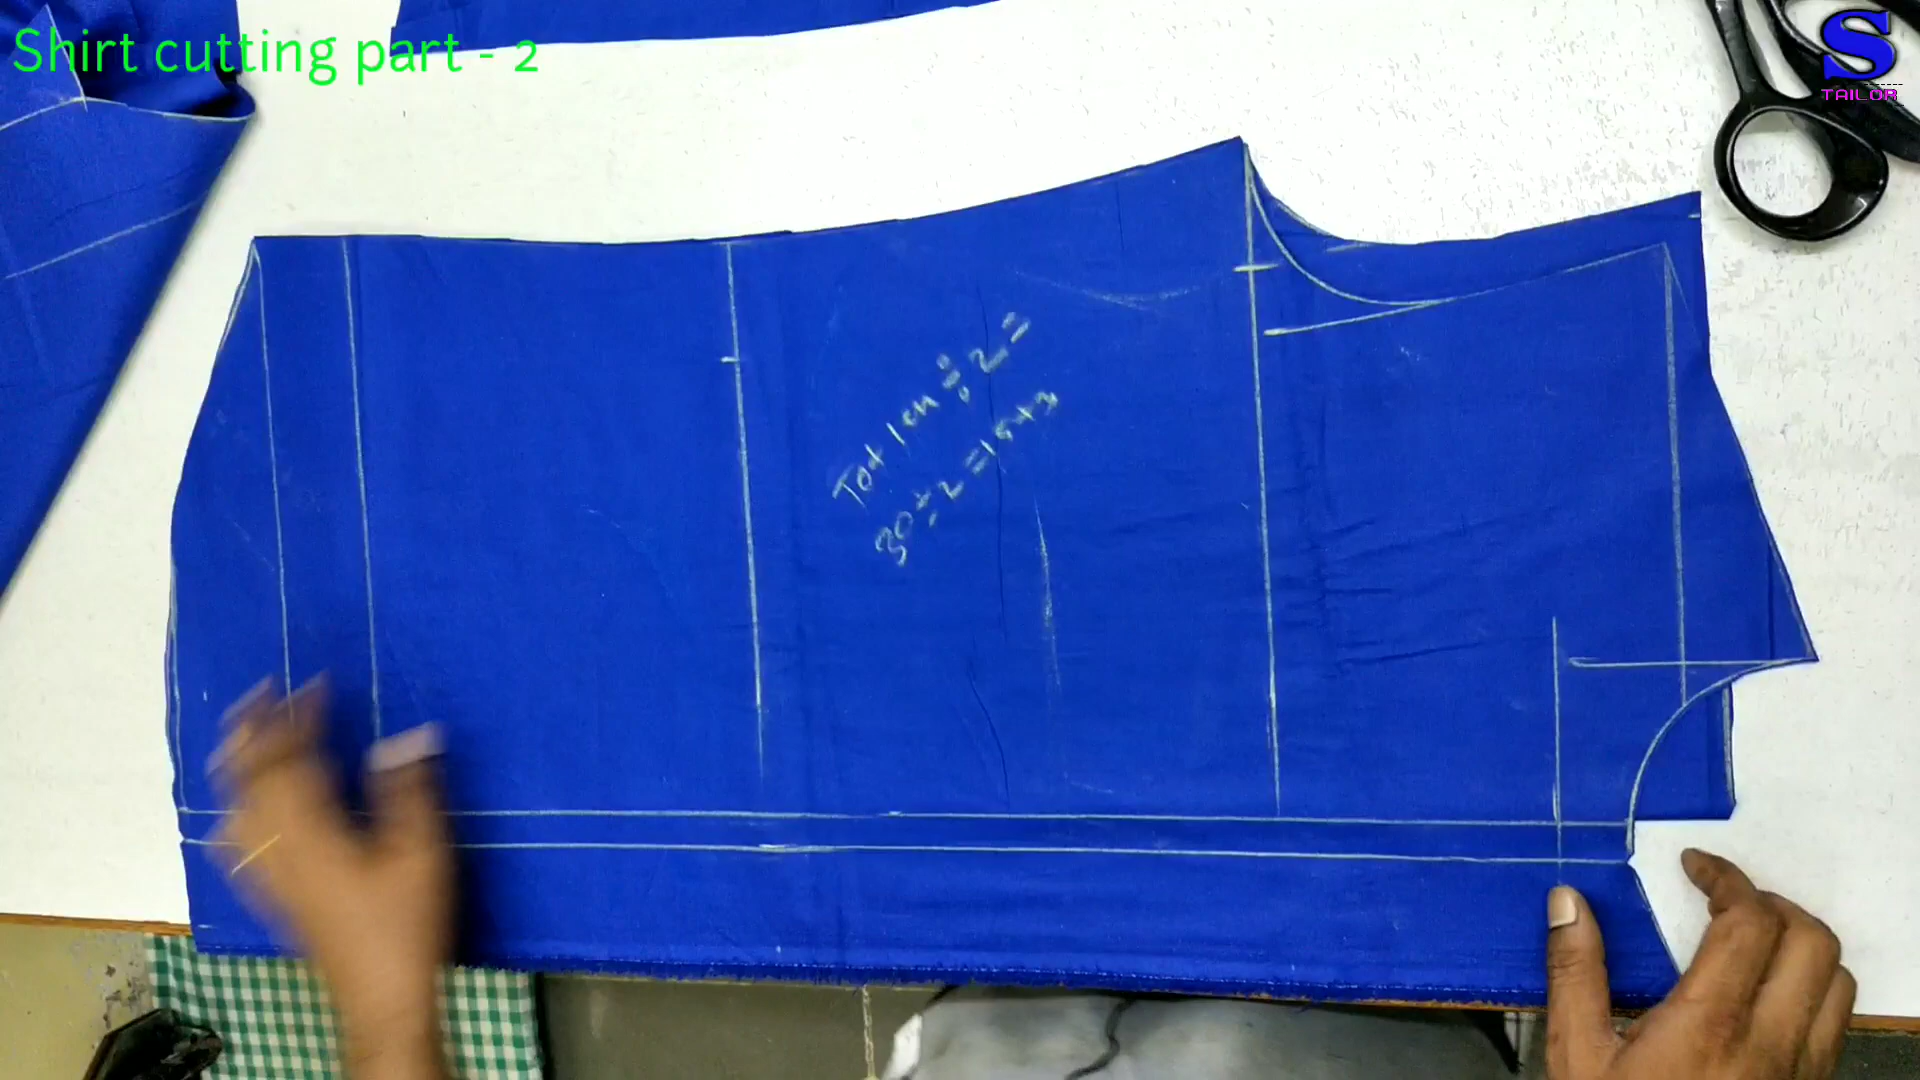 Shirt cutting part - 2
S
TAILOR
Tot len ÷ 2 =
30 ÷ 2 = 15 + 3